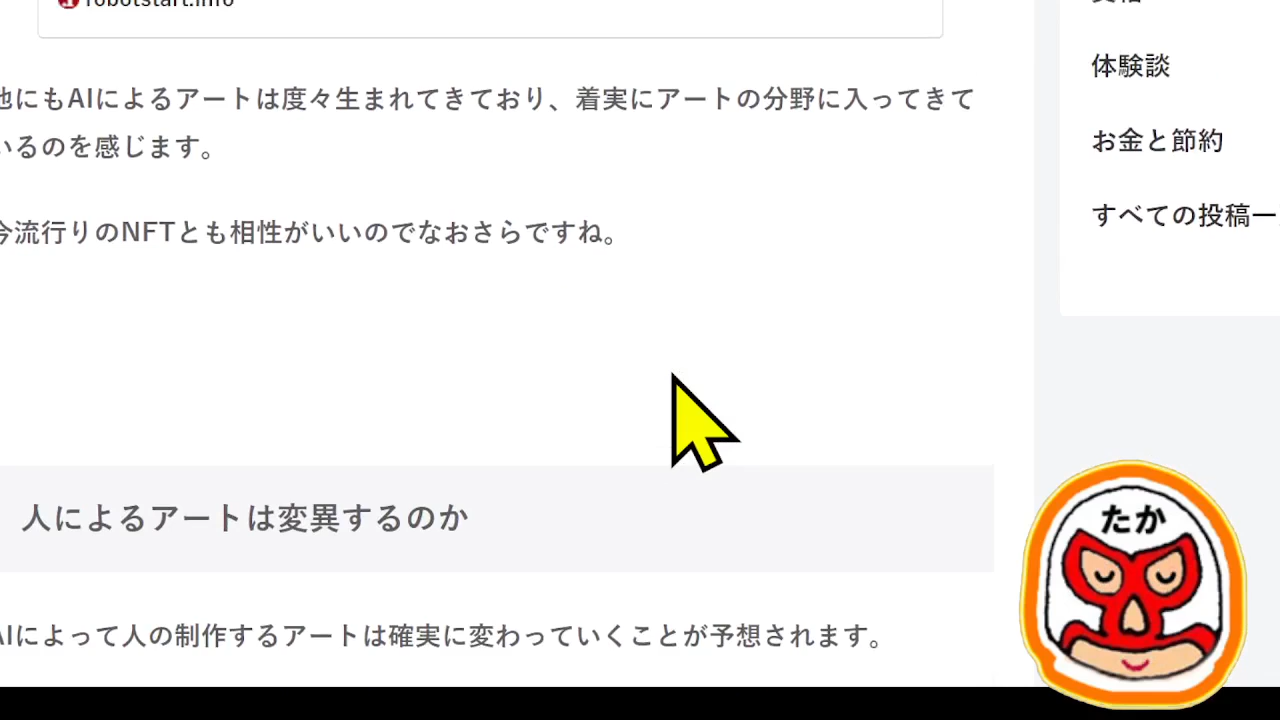 robotstart.info
他にもAIによるアートは度々生まれてきており、着実にアートの分野に入ってきて
いるのを感じます。
今流行りのNFTとも相性がいいのでなおさらですね。
人によるアートは変異するのか
AIによって人の制作するアートは確実に変わっていくことが予想されます。
体験談
お金と節約
すべての投稿一
たか